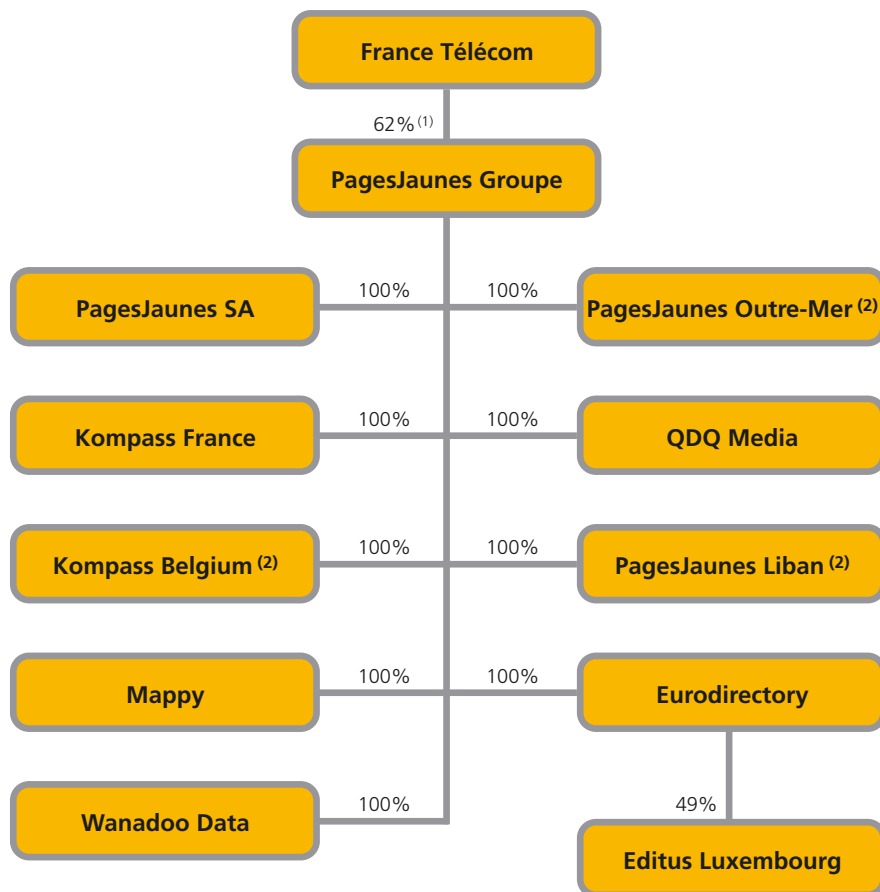 France Télécom
62% (1)
PagesJaunes Groupe
100% 100%
PagesJaunes SA PagesJaunes Outre-Mer (2)
100% 100%
Kompass France QDQ Media
100% 100%
Kompass Belgium (2) PagesJaunes Liban (2)
100% 100%
Mappy Eurodirectory
100% 49%
Wanadoo Data
Editus Luxembourg